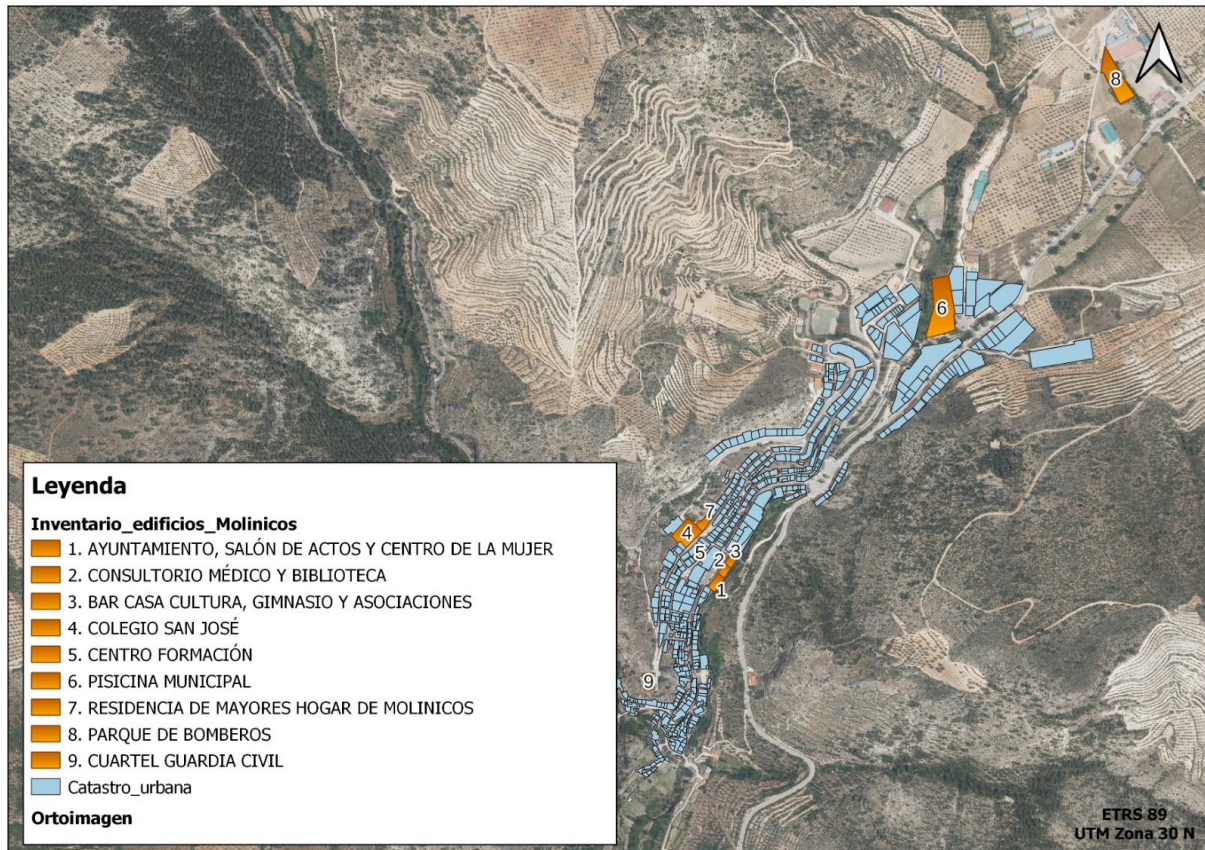 8
6
7
4
5
3
2
1
9
Leyenda
Inventario_edificios_Molinicos
1. AYUNTAMIENTO, SALÓN DE ACTOS Y CENTRO DE LA MUJER
2. CONSULTORIO MÉDICO Y BIBLIOTECA
3. BAR CASA CULTURA, GIMNASIO Y ASOCIACIONES
4. COLEGIO SAN JOSÉ
5. CENTRO FORMACIÓN
6. PISICINA MUNICIPAL
7. RESIDENCIA DE MAYORES HOGAR DE MOLINICOS
8. PARQUE DE BOMBEROS
9. CUARTEL GUARDIA CIVIL
Catastro_urbana
Ortoimagen
ETRS 89
UTM Zona 30 N